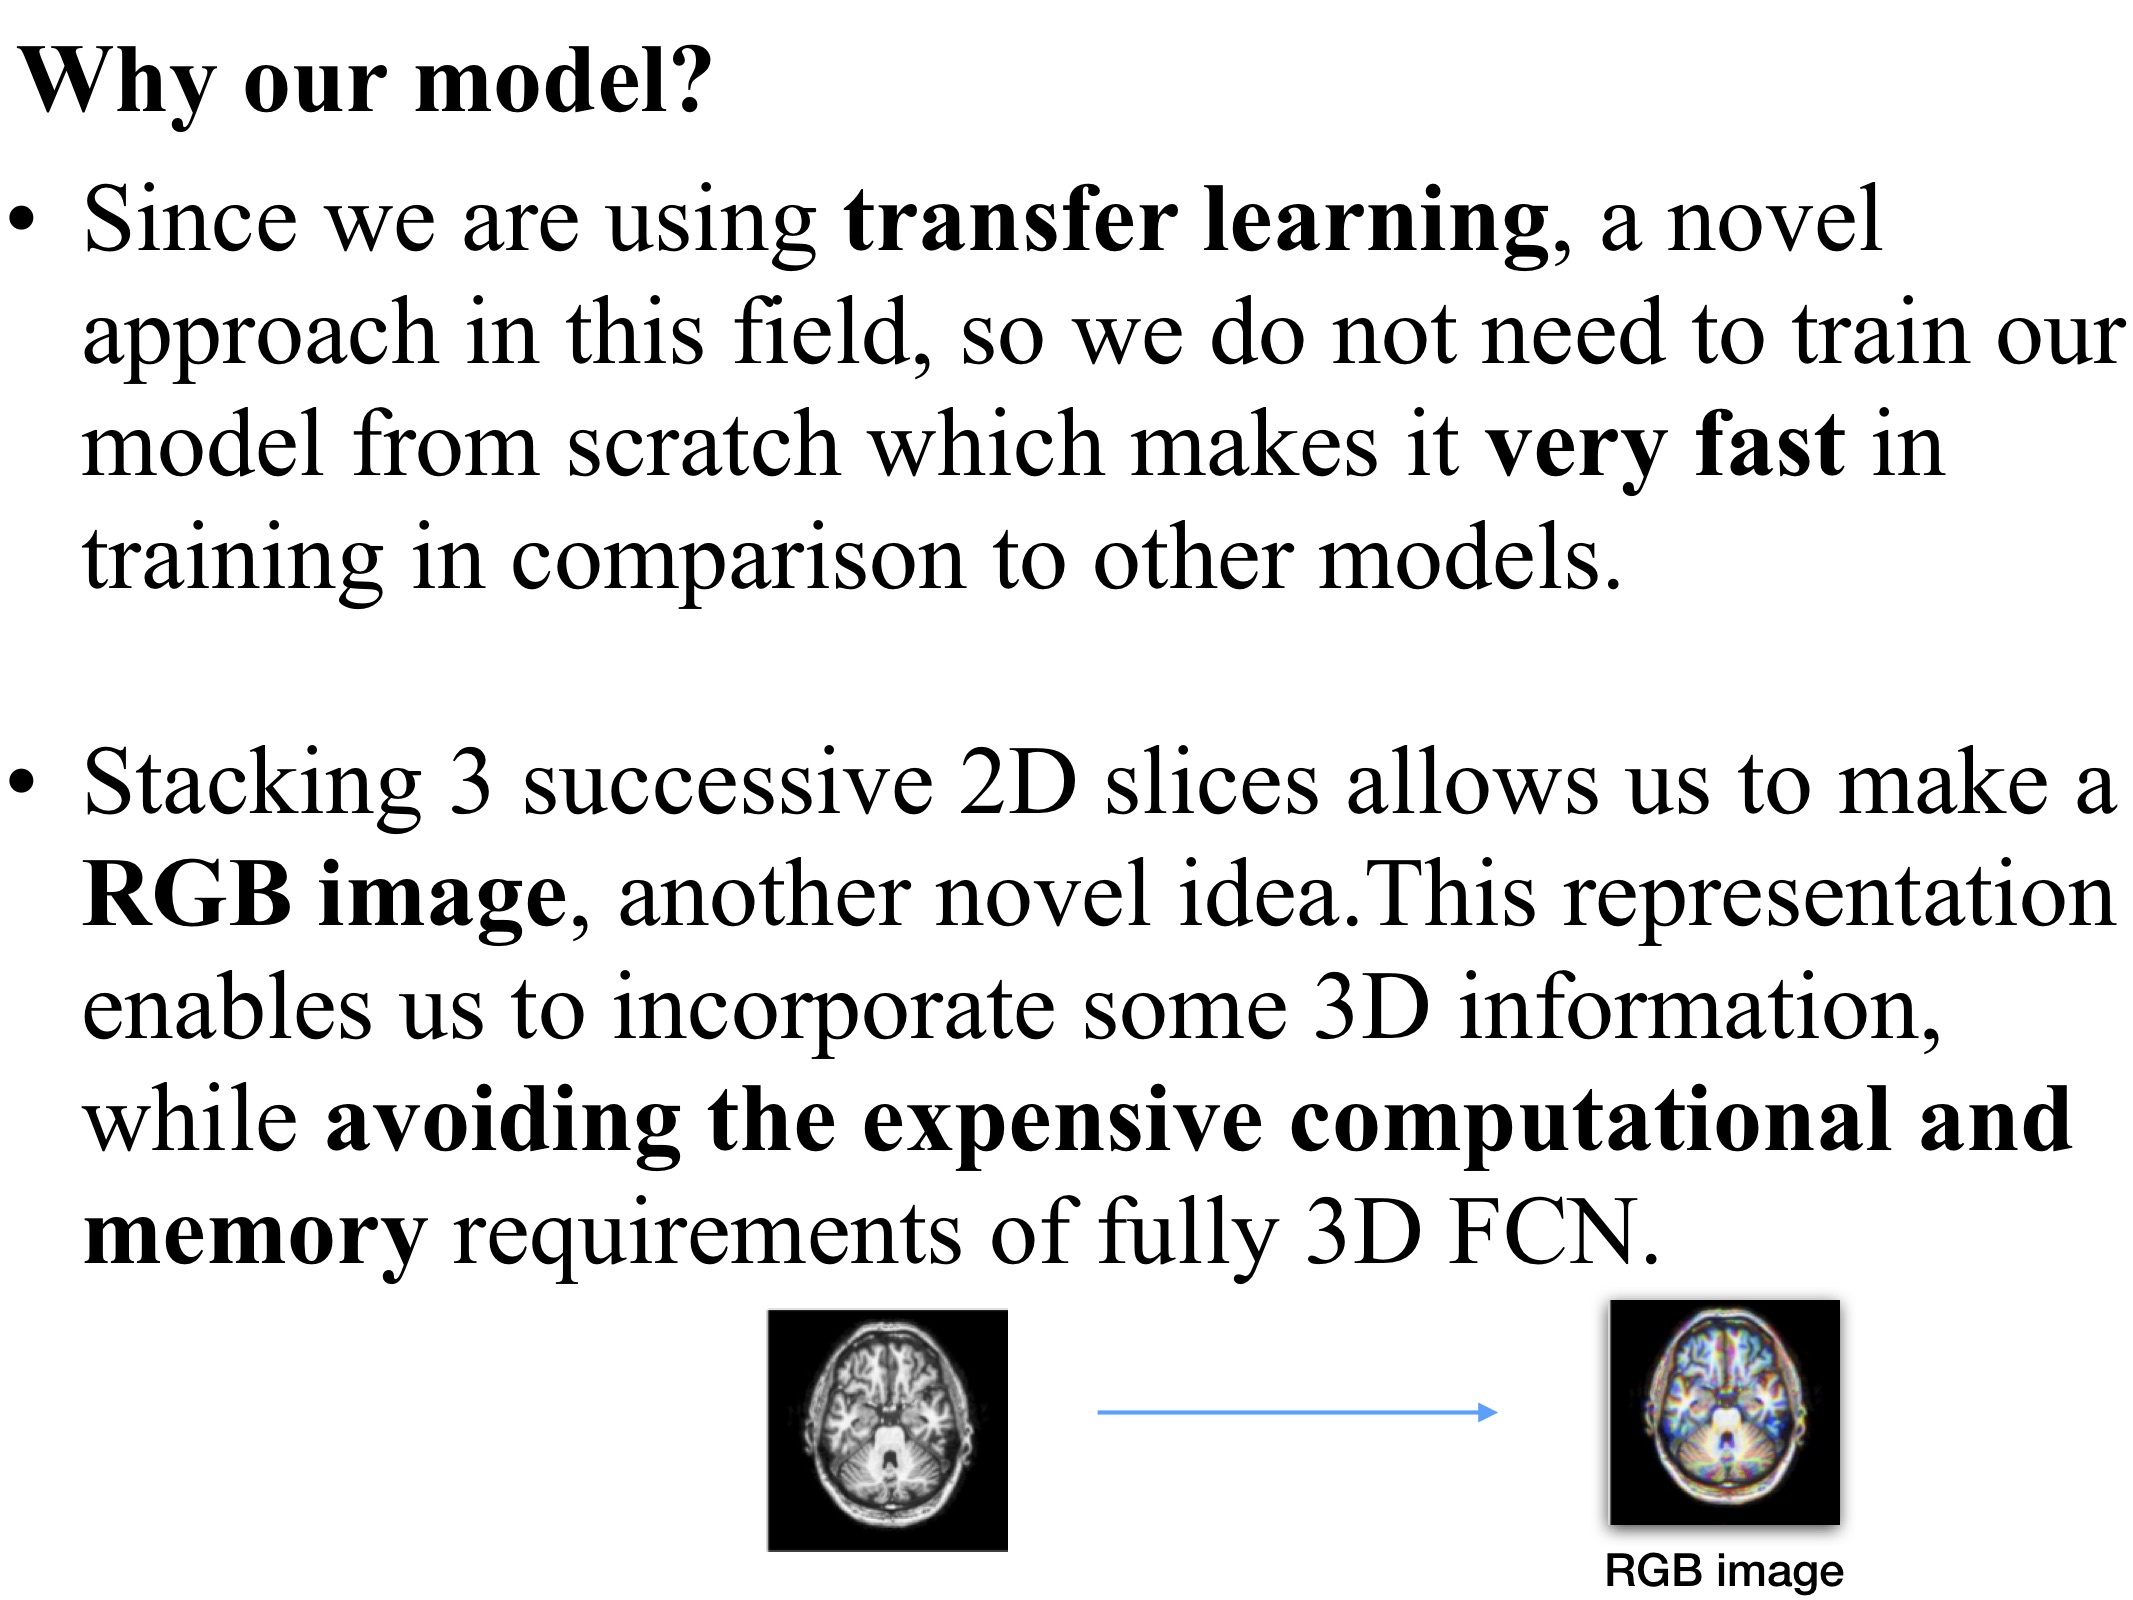 Why our model?
• Since we are using transfer learning, a novel
approach in this field, so we do not need to train our
model from scratch which makes it very fast in
training in comparison to other models.
• Stacking 3 successive 2D slices allows us to make a
RGB image, another novel idea.This representation
enables us to incorporate some 3D information,
while avoiding the expensive computational and
memory requirements of fully 3D FCN.
RGB image